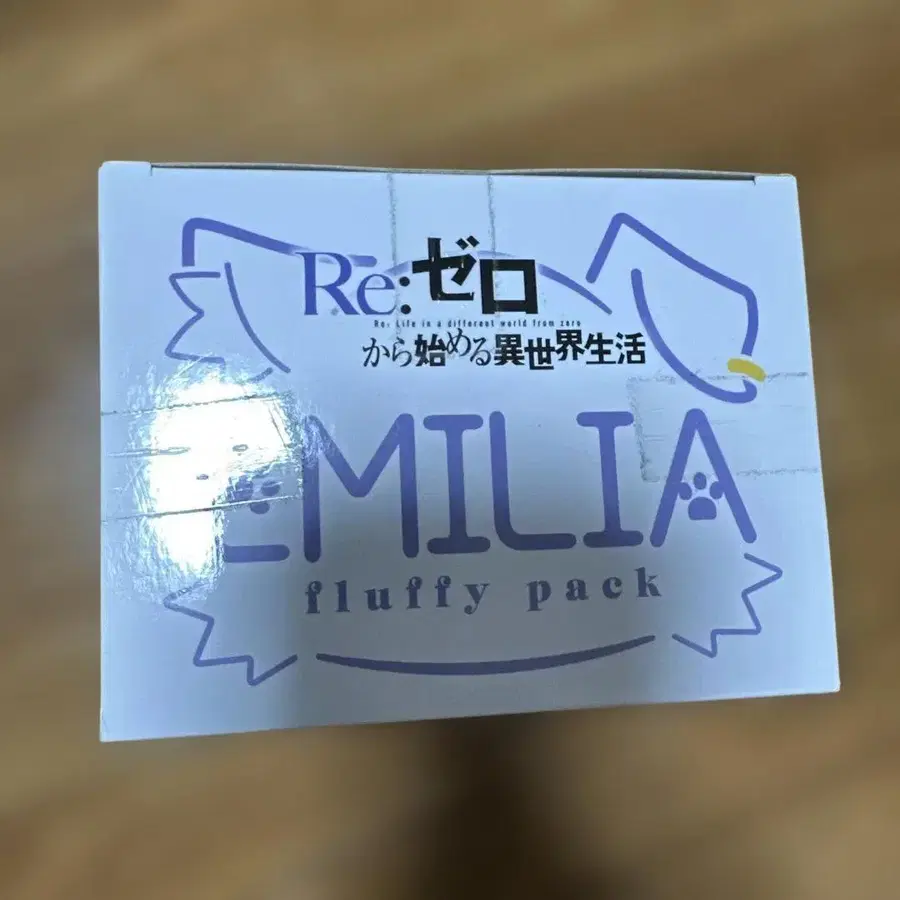 Re:ゼロ
Re: Life in a different world from zero
から始める異世界生活
EMILIA
fluffy pack